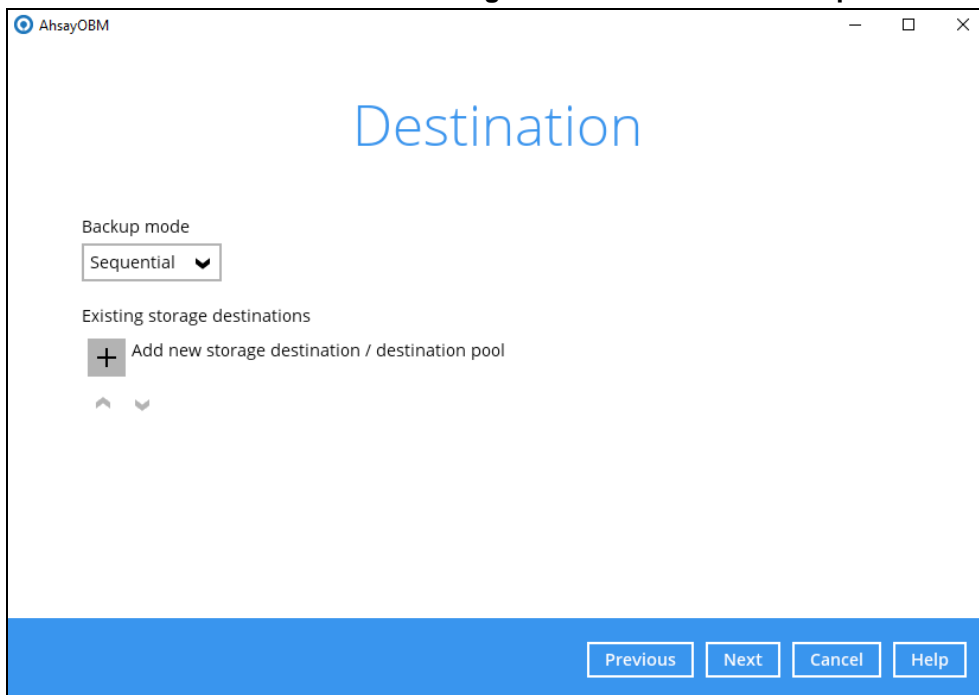 AhsayOBM
Destination
Backup mode
Sequential
Existing storage destinations
Add new storage destination / destination pool
Previous Next Cancel Help